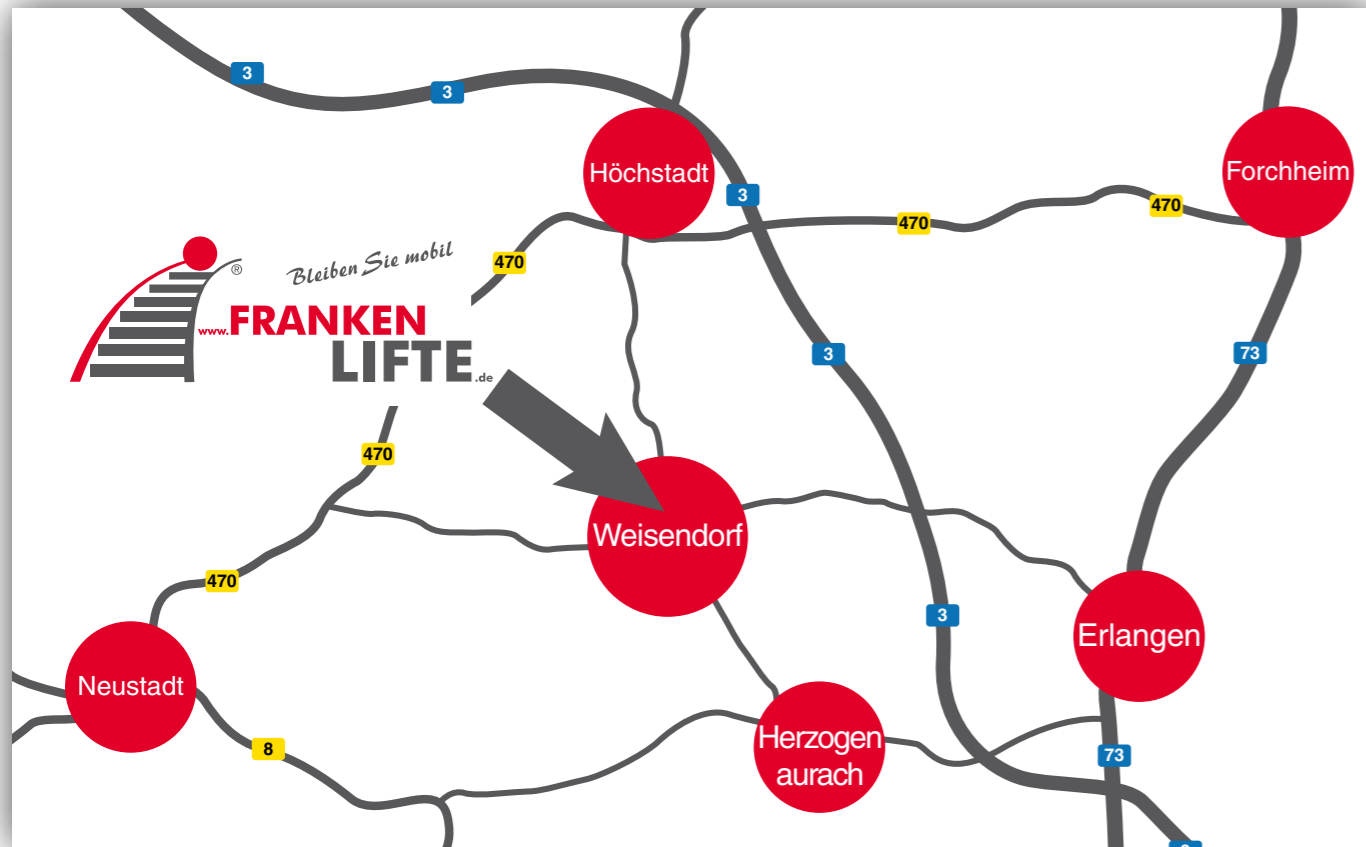 3
3
Höchstadt
Forchheim
3
470
470
Bleiben Sie mobil
®
470
www.FRANKEN
LIFTE.de
3
73
470
Weisendorf
470
3
Erlangen
Neustadt
8
Herzogen
aurach
73